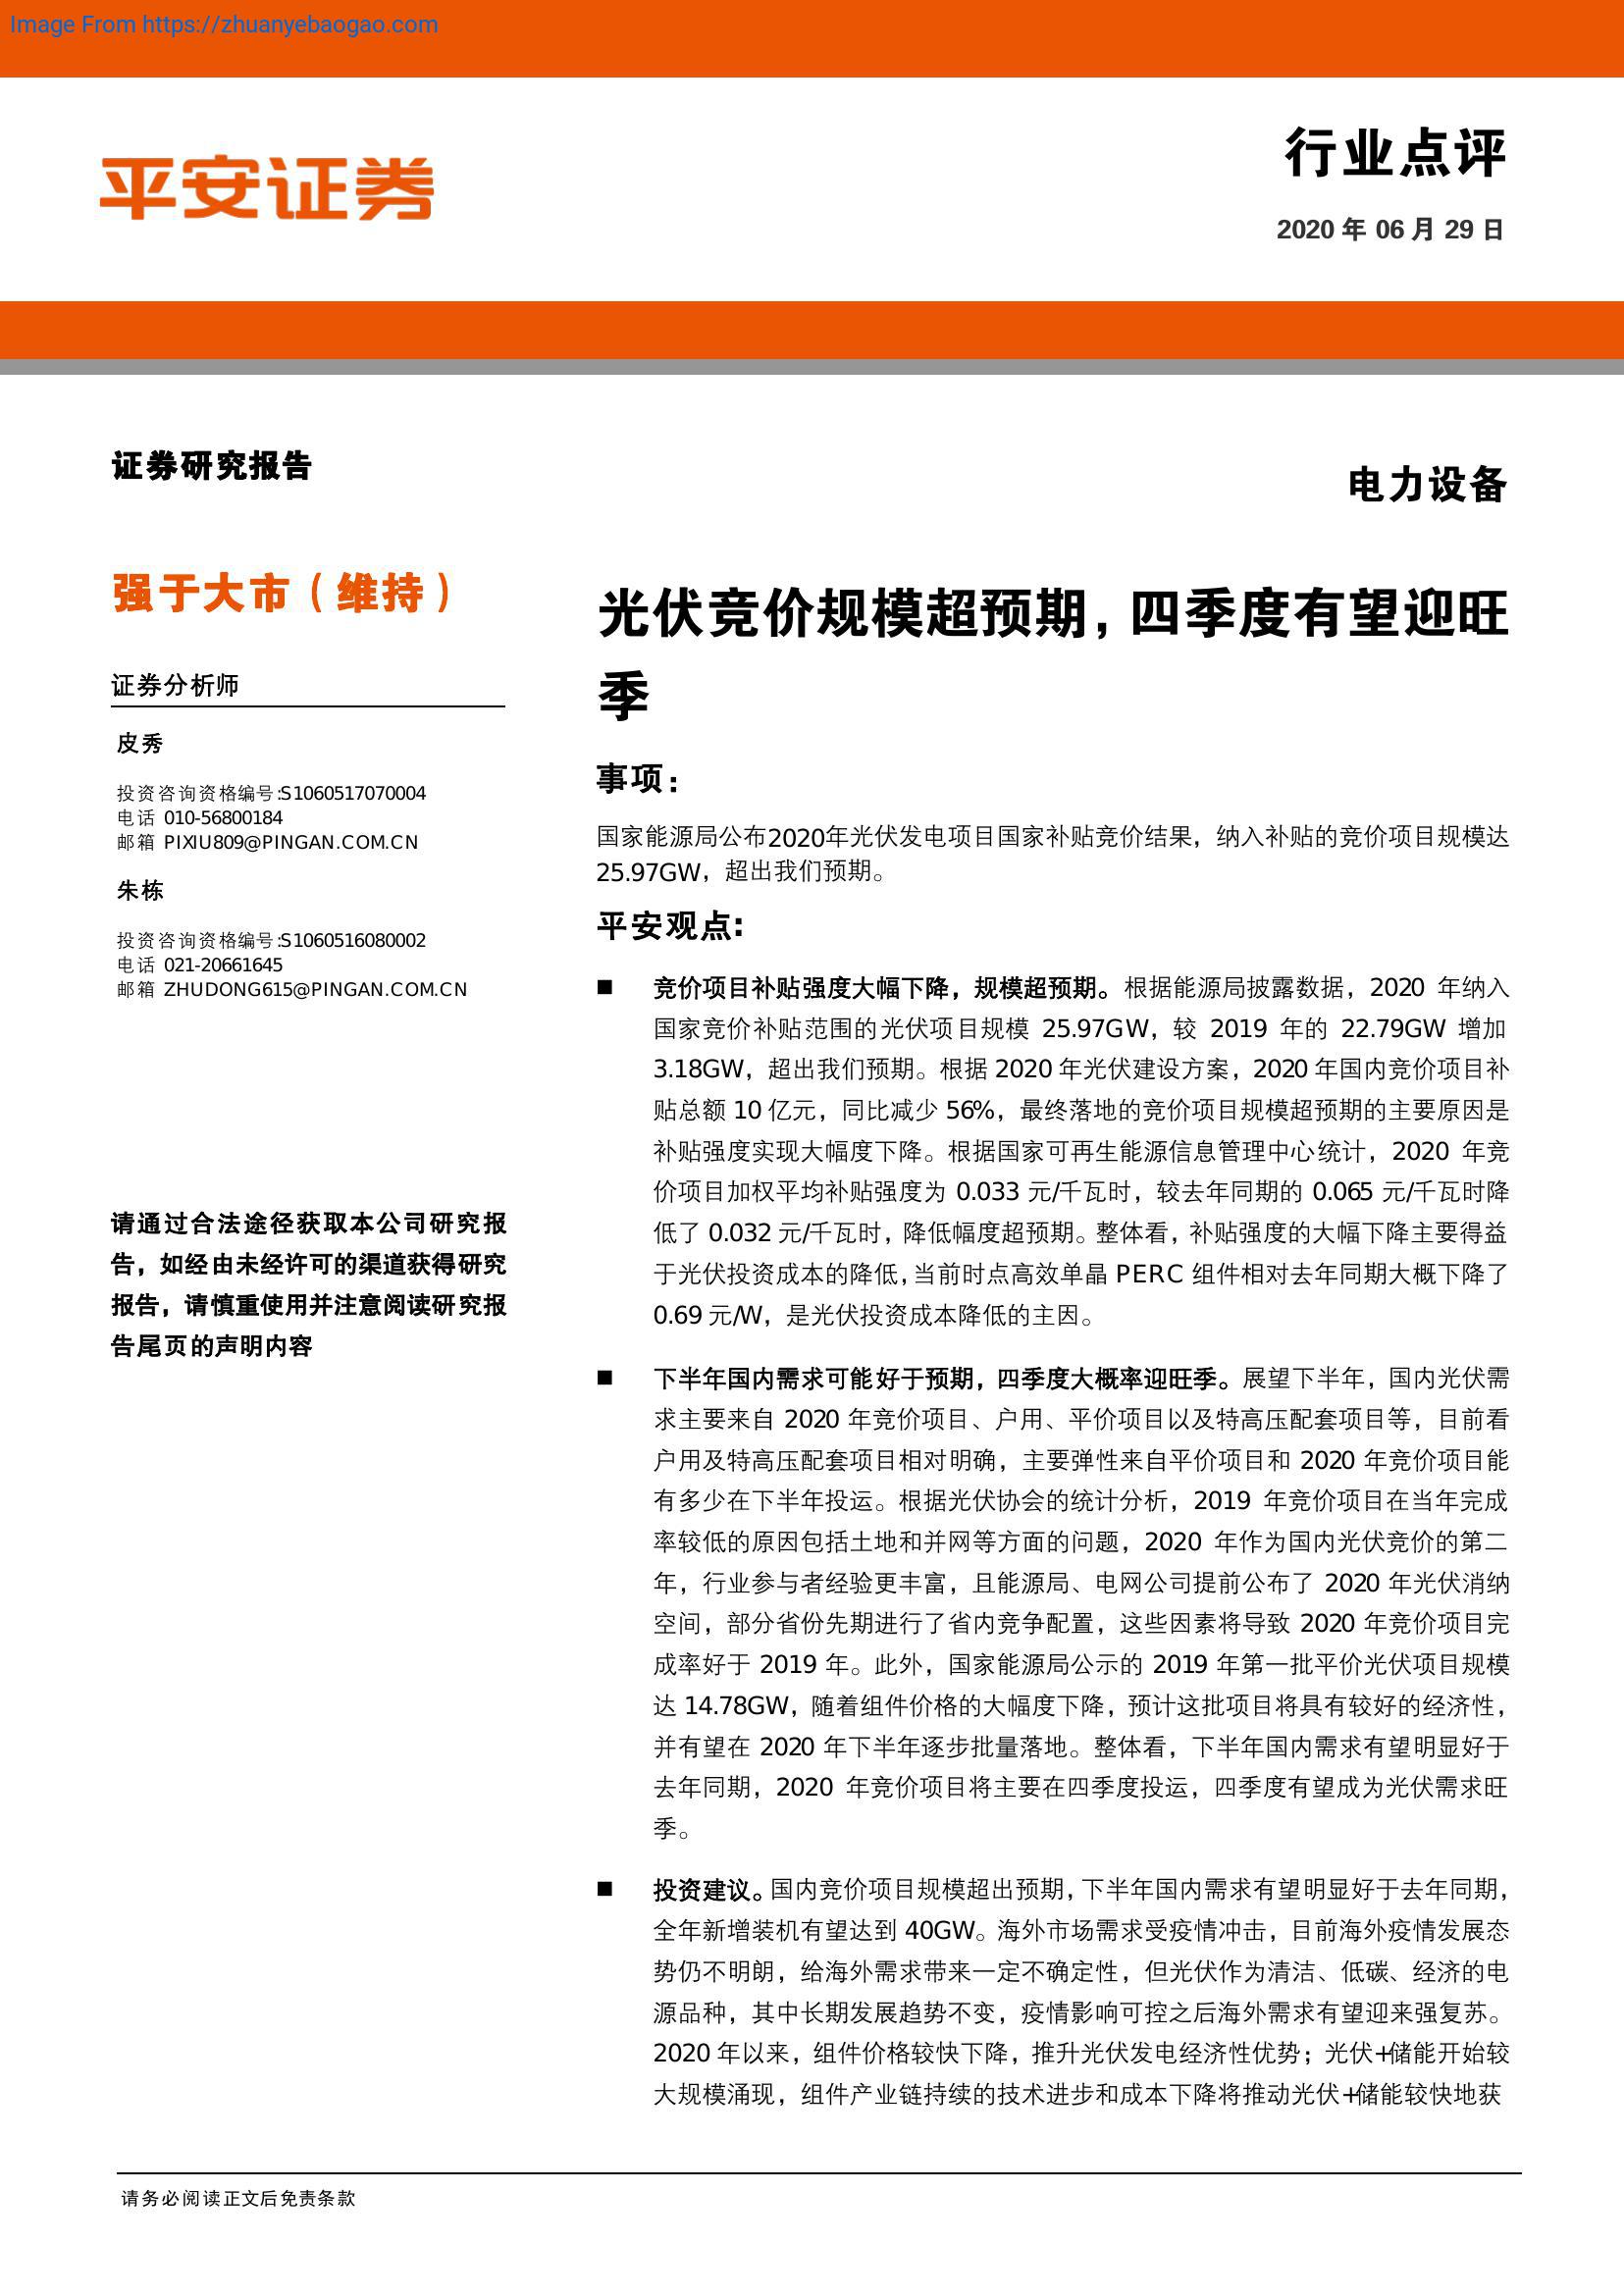 Image From https://zhuanyebaogao.com
平安证券
行业点评
2020 年 06 月 29 日
证券研究报告
电力设备
强于大市（维持）
证券分析师
皮秀
投资咨询资格编号:S1060517070004
电话 010-56800184
邮箱 PIXIU809@PINGAN.COM.CN
朱栋
投资咨询资格编号:S1060516080002
电话 021-20661645
邮箱 ZHUDONG615@PINGAN.COM.CN
请通过合法途径获取本公司研究报
告，如经由未经许可的渠道获得研究
报告，请慎重使用并注意阅读研究报
告尾页的声明内容
光伏竞价规模超预期，四季度有望迎旺
季
事项：
国家能源局公布2020年光伏发电项目国家补贴竞价结果，纳入补贴的竞价项目规模达
25.97GW，超出我们预期。
平安观点:
■ 竞价项目补贴强度大幅下降，规模超预期。根据能源局披露数据，2020 年纳入
国家竞价补贴范围的光伏项目规模 25.97GW，较 2019 年的 22.79GW 增加
3.18GW，超出我们预期。根据 2020 年光伏建设方案，2020 年国内竞价项目补
贴总额 10 亿元，同比减少 56%，最终落地的竞价项目规模超预期的主要原因是
补贴强度实现大幅度下降。根据国家可再生能源信息管理中心统计，2020 年竞
价项目加权平均补贴强度为 0.033 元/千瓦时，较去年同期的 0.065 元/千瓦时降
低了 0.032 元/千瓦时，降低幅度超预期。整体看，补贴强度的大幅下降主要得益
于光伏投资成本的降低，当前时点高效单晶 PERC 组件相对去年同期大概下降了
0.69 元/W，是光伏投资成本降低的主因。
■ 下半年国内需求可能好于预期，四季度大概率迎旺季。展望下半年，国内光伏需
求主要来自 2020 年竞价项目、户用、平价项目以及特高压配套项目等，目前看
户用及特高压配套项目相对明确，主要弹性来自平价项目和 2020 年竞价项目能
有多少在下半年投运。根据光伏协会的统计分析，2019 年竞价项目在当年完成
率较低的原因包括土地和并网等方面的问题，2020 年作为国内光伏竞价的第二
年，行业参与者经验更丰富，且能源局、电网公司提前公布了 2020 年光伏消纳
空间，部分省份先期进行了省内竞争配置，这些因素将导致 2020 年竞价项目完
成率好于 2019 年。此外，国家能源局公示的 2019 年第一批平价光伏项目规模
达 14.78GW，随着组件价格的大幅度下降，预计这批项目将具有较好的经济性，
并有望在 2020 年下半年逐步批量落地。整体看，下半年国内需求有望明显好于
去年同期，2020 年竞价项目将主要在四季度投运，四季度有望成为光伏需求旺
季。
■ 投资建议。国内竞价项目规模超出预期，下半年国内需求有望明显好于去年同期，
全年新增装机有望达到 40GW。海外市场需求受疫情冲击，目前海外疫情发展态
势仍不明朗，给海外需求带来一定不确定性，但光伏作为清洁、低碳、经济的电
源品种，其中长期发展趋势不变，疫情影响可控之后海外需求有望迎来强复苏。
2020 年以来，组件价格较快下降，推升光伏发电经济性优势；光伏+储能开始较
大规模涌现，组件产业链持续的技术进步和成本下降将推动光伏+储能较快地获
请务必阅读正文后免责条款